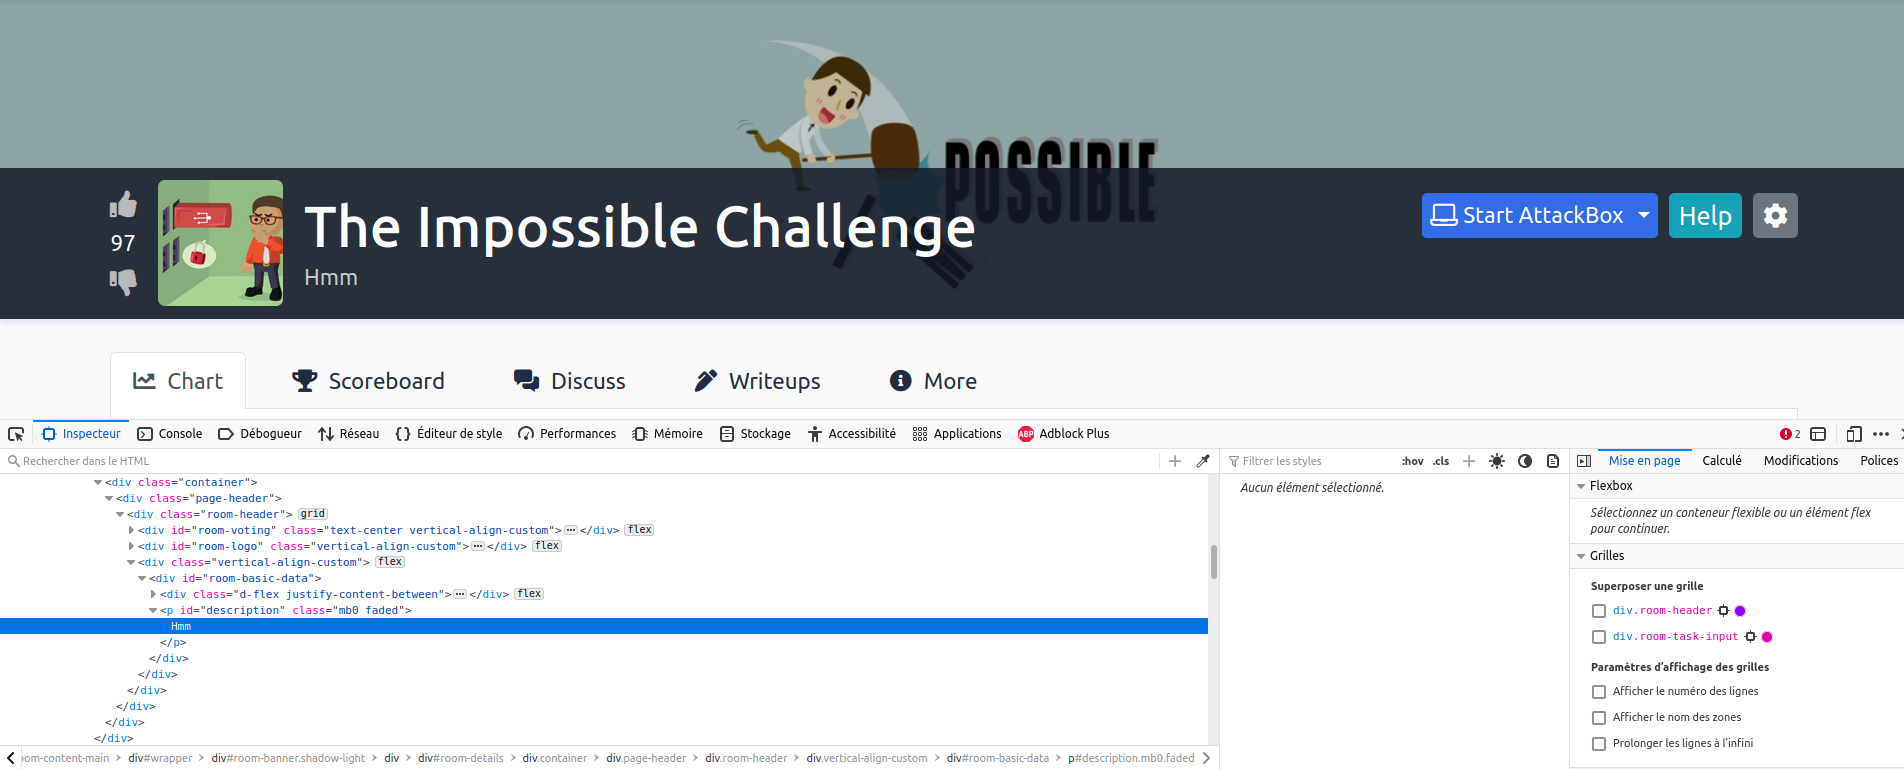 POSSIBLE
97
The Impossible Challenge
Hmm
Start AttackBox
Help
Chart
Scoreboard
Discuss
Writeups
More
Inspecteur
Console
Débogueur
Réseau
Éditeur de style
Performances
Mémoire
Stockage
Accessibilité
Applications
ABP Adblock Plus
2
Rechercher dans le HTML
Filtrer les styles
:hov .cls
Mise en page
Calculé
Modifications
Polices
<div class="container">
<div class="page-header">
<div class="room-header"> grid
<div id="room-voting" class="text-center vertical-align-custom"> ••• </div> flex
<div id="room-logo" class="vertical-align-custom"> ••• </div> flex
<div class="vertical-align-custom"> flex
<div id="room-basic-data">
<div class="d-flex justify-content-between"> ••• </div> flex
<p id="description" class="mb0 faded">
Hmm
</p>
</div>
</div>
</div>
</div>
</div>
</div>
Aucun élément sélectionné.
Flexbox
Sélectionnez un conteneur flexible ou un élément flex
pour continuer.
Grilles
Superposer une grille
div.room-header
div.room-task-input
Paramètres d’affichage des grilles
Afficher le numéro des lignes
Afficher le nom des zones
Prolonger les lignes à l’infini
oom-content-main > div#wrapper > div#room-banner.shadow-light > div > div#room-details > div.container > div.page-header > div.room-header > div.vertical-align-custom > div#room-basic-data > p#description.mb0.faded